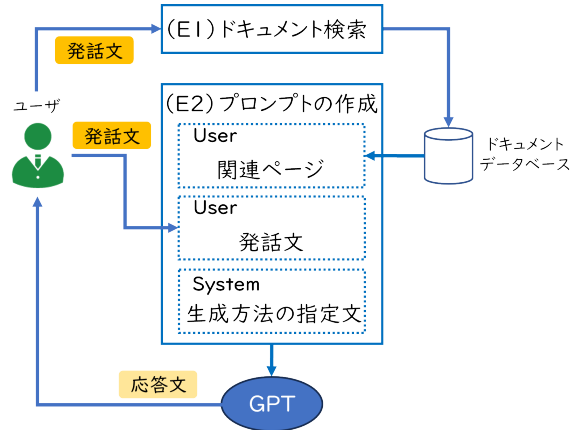 (E1)ドキュメント検索
発話文
ユーザ
(E2)プロンプトの作成
発話文
User
関連ページ
ドキュメント
データベース
User
発話文
System
生成方法の指定文
応答文
GPT